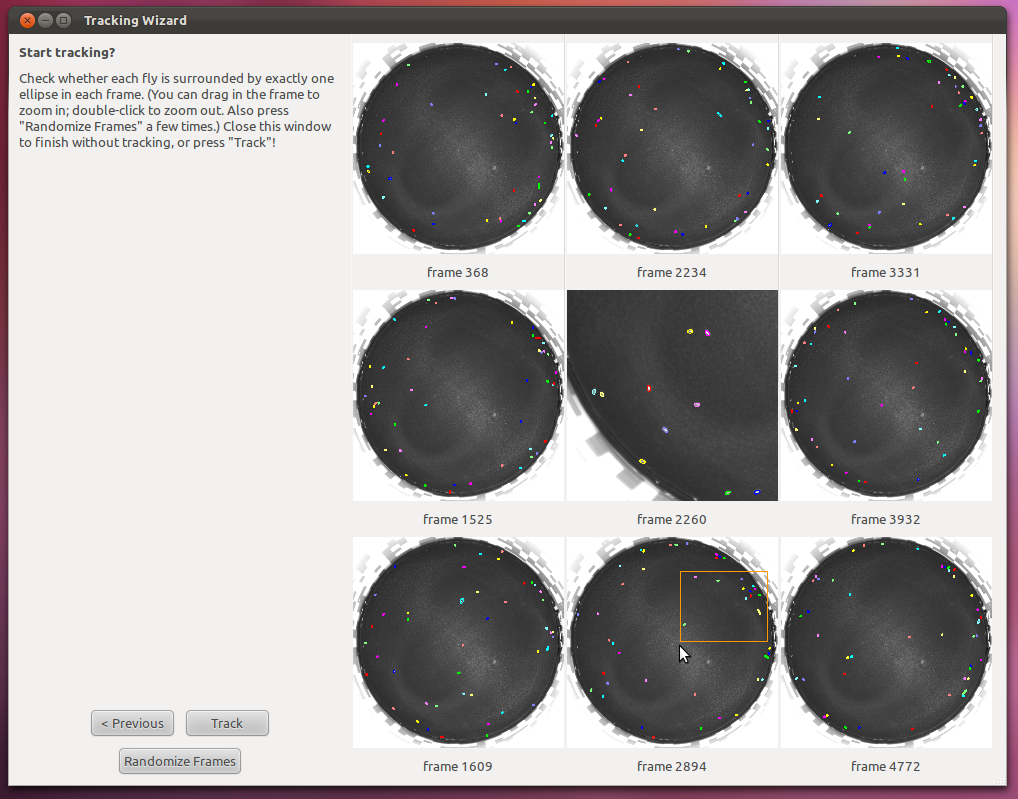 Tracking Wizard
Start tracking?
Check whether each fly is surrounded by exactly one
ellipse in each frame. (You can drag in the frame to
zoom in; double-click to zoom out. Also press
"Randomize Frames" a few times.) Close this window
to finish without tracking, or press "Track"!
frame 368
frame 2234
frame 3331
frame 1525
frame 2260
frame 3932
frame 1609
frame 2894
frame 4772
< Previous
Track
Randomize Frames